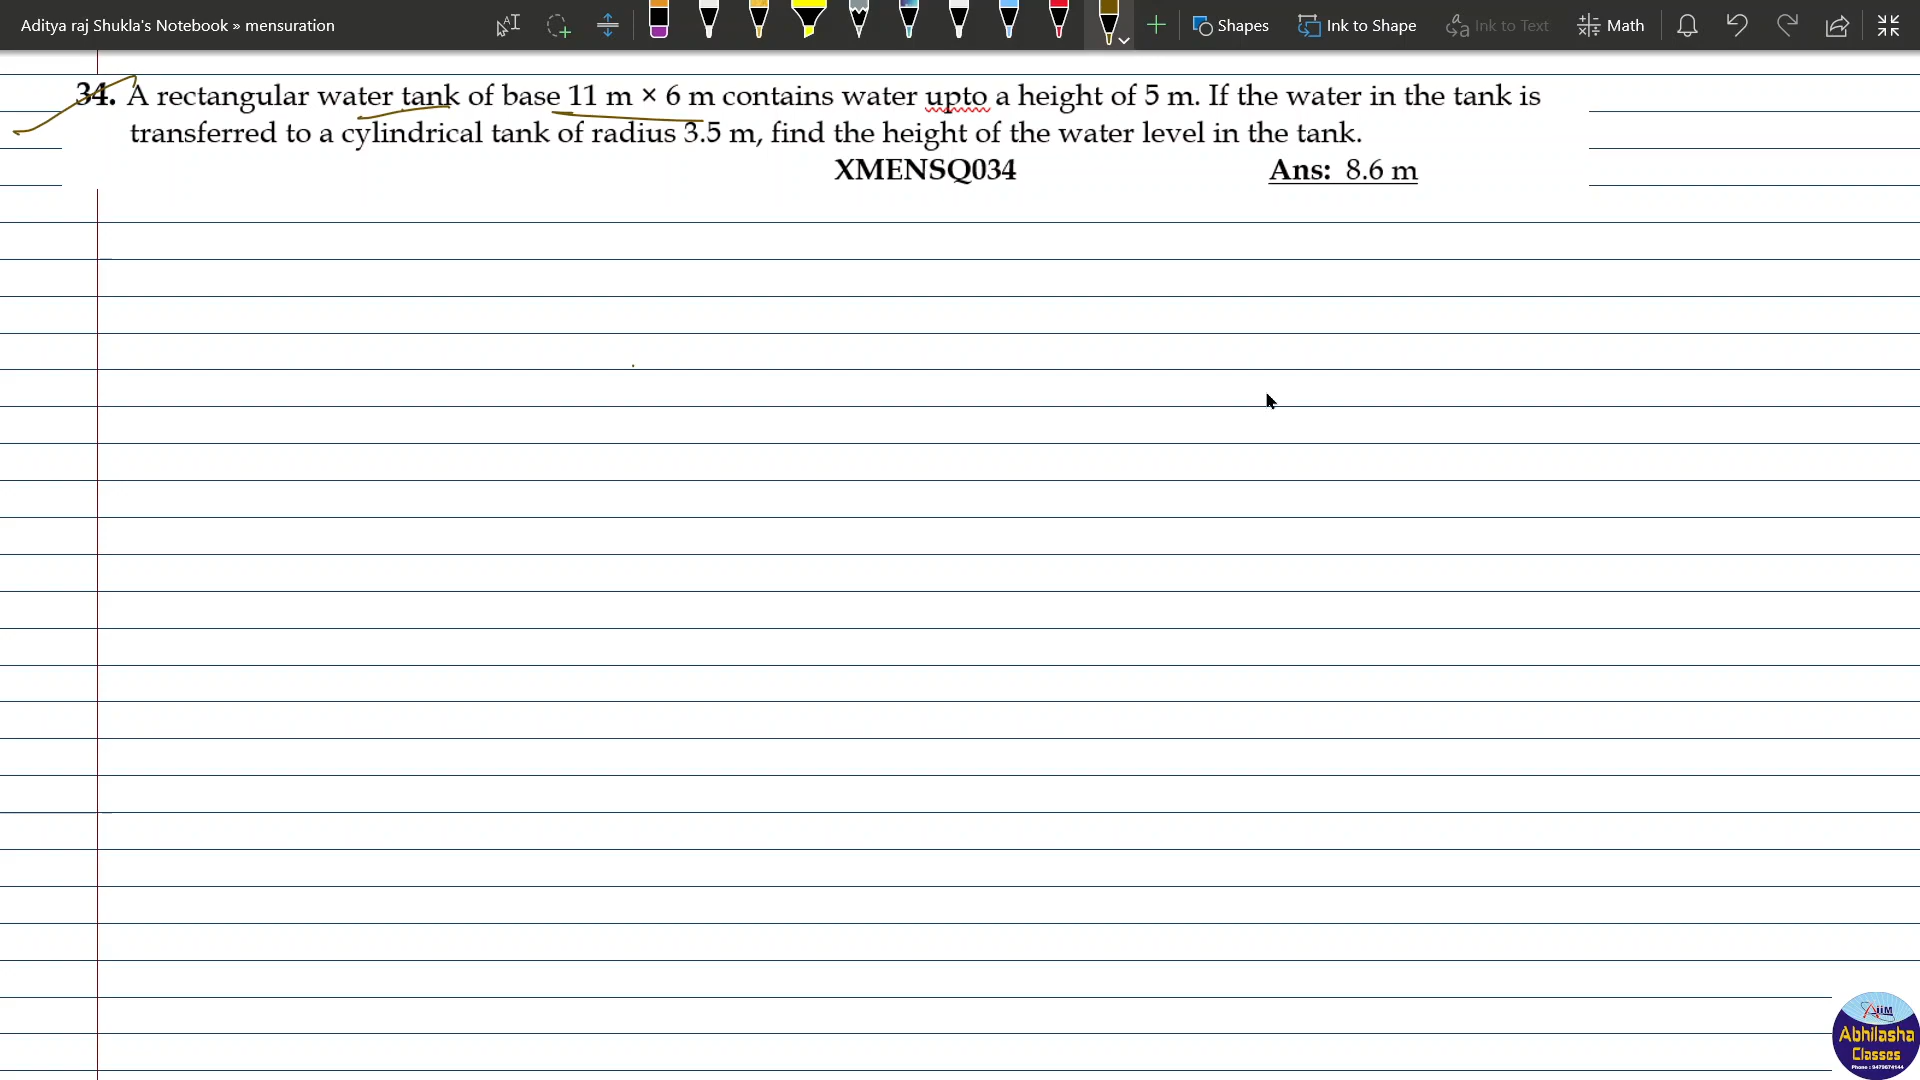 Aditya raj Shukla's Notebook » mensuration
Shapes
Ink to Shape
Ink to Text
Math
34. A rectangular water tank of base 11 m × 6 m contains water upto a height of 5 m. If the water in the tank is
transferred to a cylindrical tank of radius 3.5 m, find the height of the water level in the tank.
XMENSQ034 Ans: 8.6 m
AiiM
Abhilasha
Classes
Phone : 9479674144